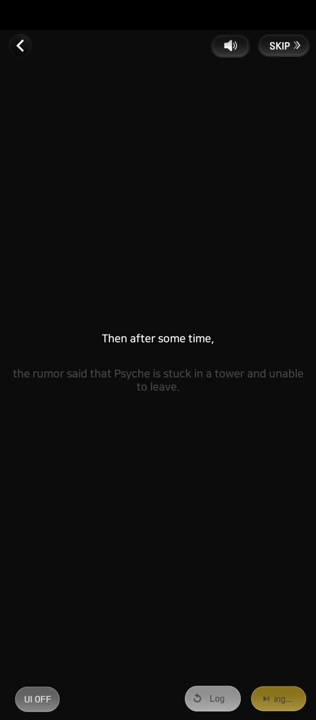 SKIP
Then after some time,
the rumor said that Psyche is stuck in a tower and unable
to leave.
UI OFF
Log
ing...